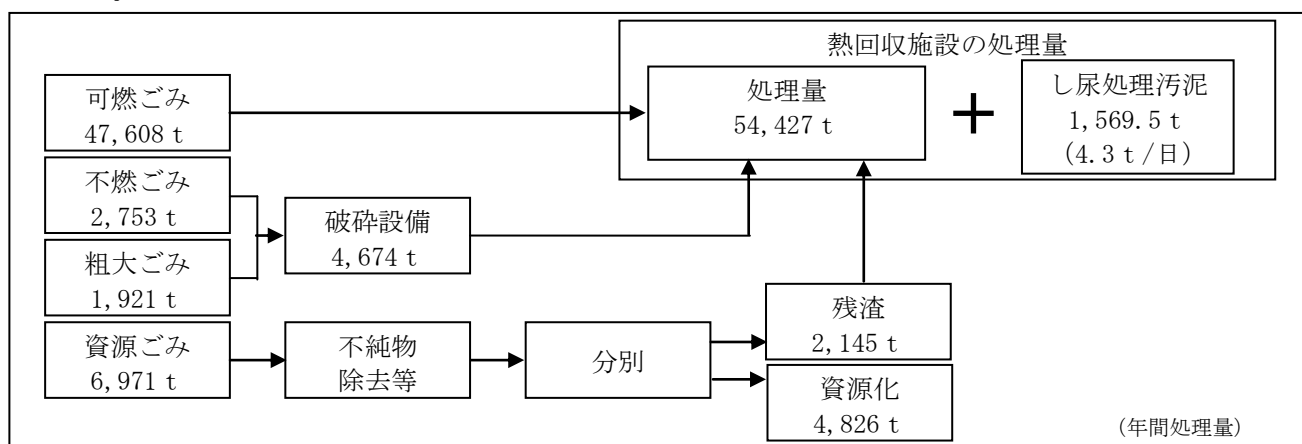 熱回収施設の処理量
可燃ごみ
47,608 t
処理量
54,427 t
＋
し尿処理汚泥
1,569.5 t
(4.3 t /日)
不燃ごみ
2,753 t
破砕設備
4,674 t
粗大ごみ
1,921 t
資源ごみ
6,971 t
不純物
除去等
分別
残渣
2,145 t
資源化
4,826 t
(年間処理量)